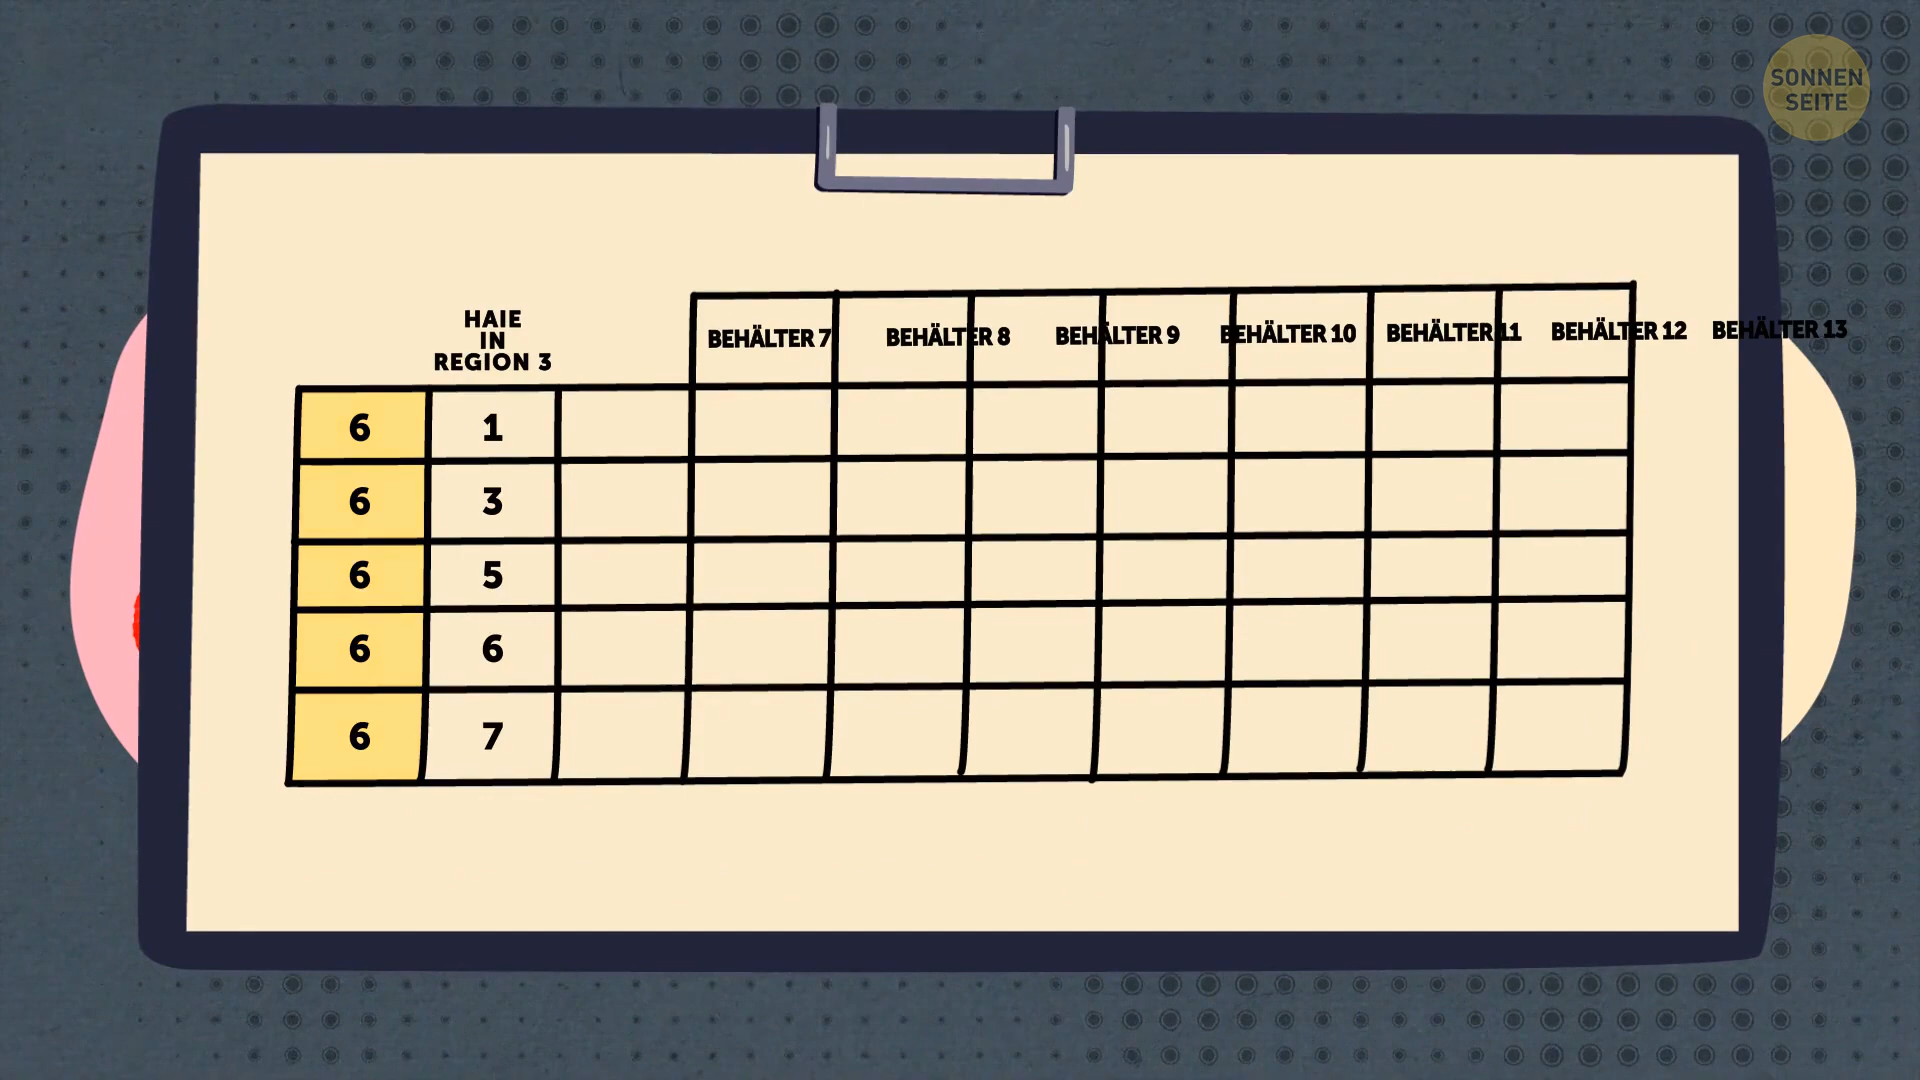 SONNEN
SEITE
HAIE
IN
REGION 3
BEHÄLTER 7 BEHÄLTER 8 BEHÄLTER 9 BEHÄLTER 10 BEHÄLTER 11 BEHÄLTER 12 BEHÄLTER 13
6 1
6 3
6 5
6 6
6 7